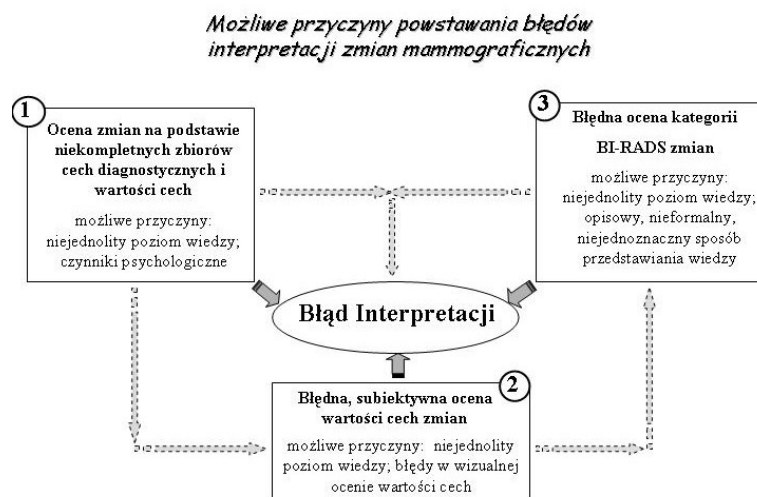 Możliwe przyczyny powstawania błędów
interpretacji zmian mammograficznych
1
Ocena zmian na podstawie
niekompletnych zbiorów
cech diagnostycznych i
wartości cech
możliwe przyczyny:
niejednolity poziom wiedzy;
czynniki psychologiczne
3
Błędna ocena kategorii
BI-RADS zmian
możliwe przyczyny:
niejednolity poziom wiedzy;
opisowy, nieformalny,
niejednoznaczny sposób
przedstawiania wiedzy
Błąd Interpretacji
2
Błędna, subiektywna ocena
wartości cech zmian
możliwe przyczyny: niejednolity
poziom wiedzy; błędy w wizualnej
ocenie wartości cech